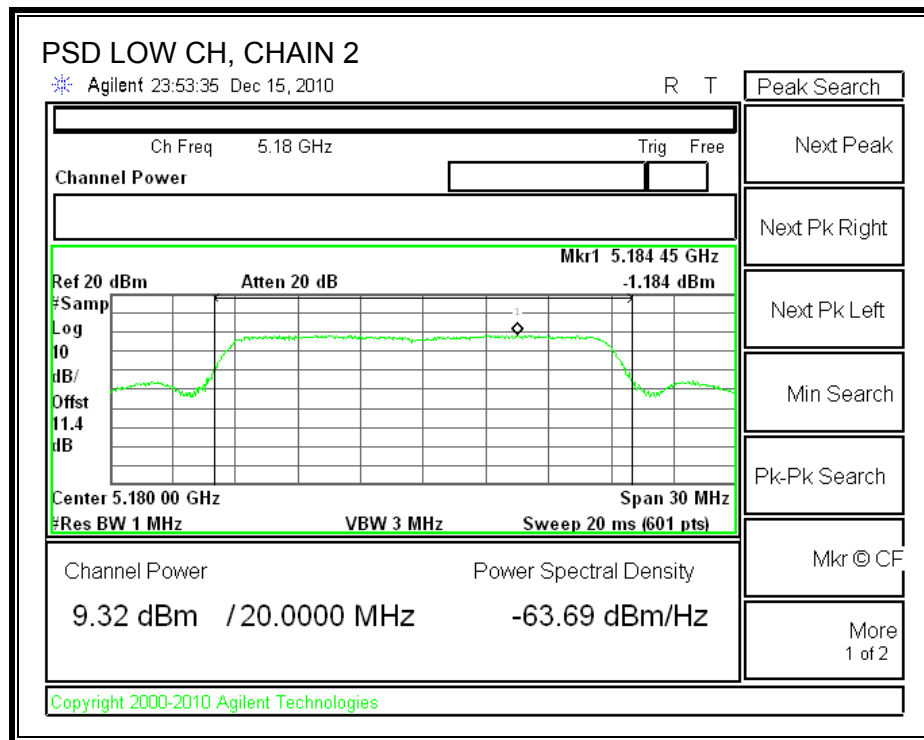 PSD LOW CH, CHAIN 2
Agilent 23:53:35 Dec 15, 2010 R T
Peak Search
Ch Freq 5.18 GHz Trig Free
Channel Power
Mkr1 5.184 45 GHz
Ref 20 dBm Atten 20 dB -1.184 dBm
#Samp
Log
10
dB/
Offst
11.4
dB
1
Center 5.180 00 GHz Span 30 MHz
#Res BW 1 MHz VBW 3 MHz Sweep 20 ms (601 pts)
Channel Power Power Spectral Density
9.32 dBm / 20.0000 MHz -63.69 dBm/Hz
Next Peak
Next Pk Right
Next Pk Left
Min Search
Pk-Pk Search
Mkr © CF
More
1 of 2
Copyright 2000-2010 Agilent Technologies